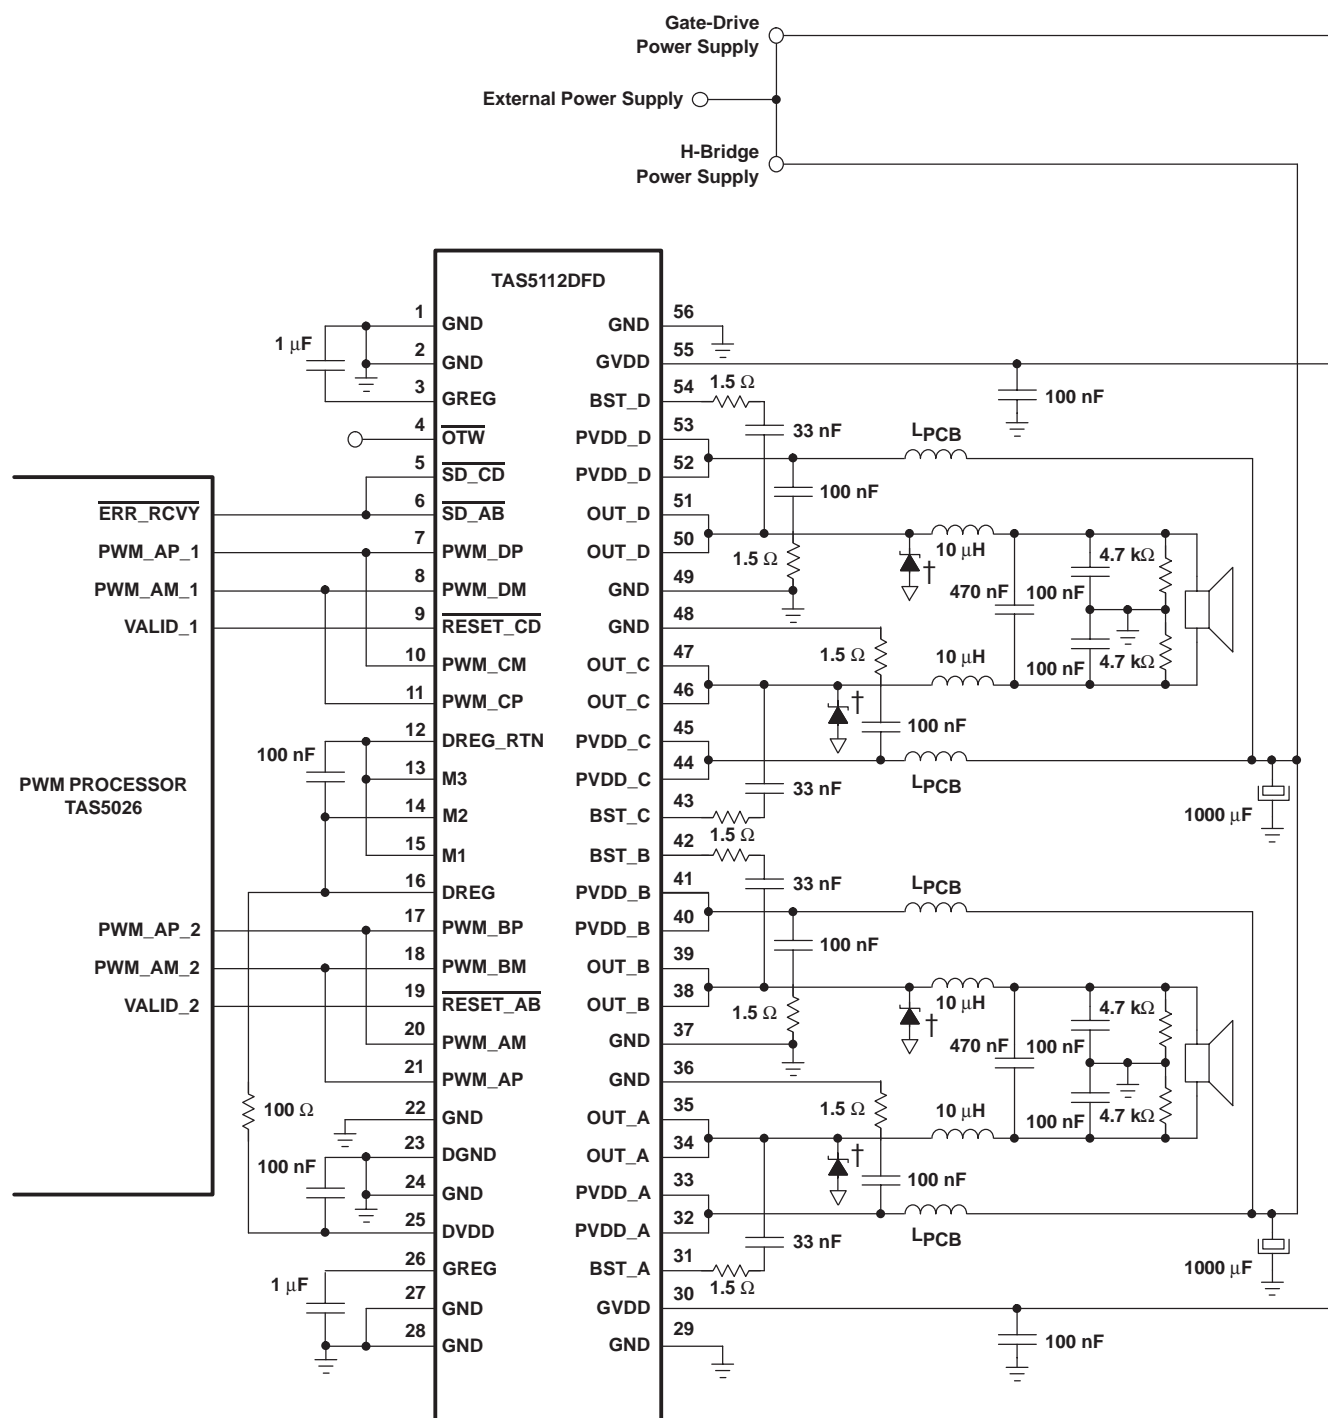 Gate-Drive
Power Supply
External Power Supply
H-Bridge
Power Supply
TAS5112DFD
1
GND
2
GND
1 μF
3
GREG
4
OTW
5
SD_CD
ERR_RCVY
6
SD_AB
PWM_AP_1
7
PWM_DP
PWM_AM_1
8
PWM_DM
VALID_1
9
RESET_CD
10
PWM_CM
11
PWM_CP
12
DREG_RTN
100 nF
13
M3
PWM PROCESSOR
TAS5026
14
M2
15
M1
16
DREG
PWM_AP_2
17
PWM_BP
PWM_AM_2
18
PWM_BM
VALID_2
19
RESET_AB
20
PWM_AM
21
PWM_AP
100 Ω
22
GND
23
DGND
100 nF
24
GND
25
DVDD
26
GREG
1 μF
27
GND
28
GND
56
GND
55
GVDD
100 nF
54
BST_D
1.5 Ω
33 nF
53
PVDD_D
LPCB
52
PVDD_D
100 nF
51
OUT_D
50
OUT_D
1.5 Ω
†
10 μH
4.7 kΩ
49
GND
470 nF
100 nF
48
GND
47
OUT_C
1.5 Ω
10 μH
100 nF
4.7 kΩ
46
OUT_C
†
45
PVDD_C
100 nF
44
PVDD_C
LPCB
43
BST_C
33 nF
1000 μF
1.5 Ω
42
BST_B
33 nF
41
PVDD_B
LPCB
40
PVDD_B
100 nF
39
OUT_B
38
OUT_B
1.5 Ω
†
10 μH
4.7 kΩ
37
GND
470 nF
100 nF
36
GND
35
OUT_A
1.5 Ω
10 μH
100 nF
4.7 kΩ
34
OUT_A
†
33
PVDD_A
100 nF
32
PVDD_A
LPCB
31
BST_A
33 nF
1000 μF
1.5 Ω
30
GVDD
29
GND
100 nF